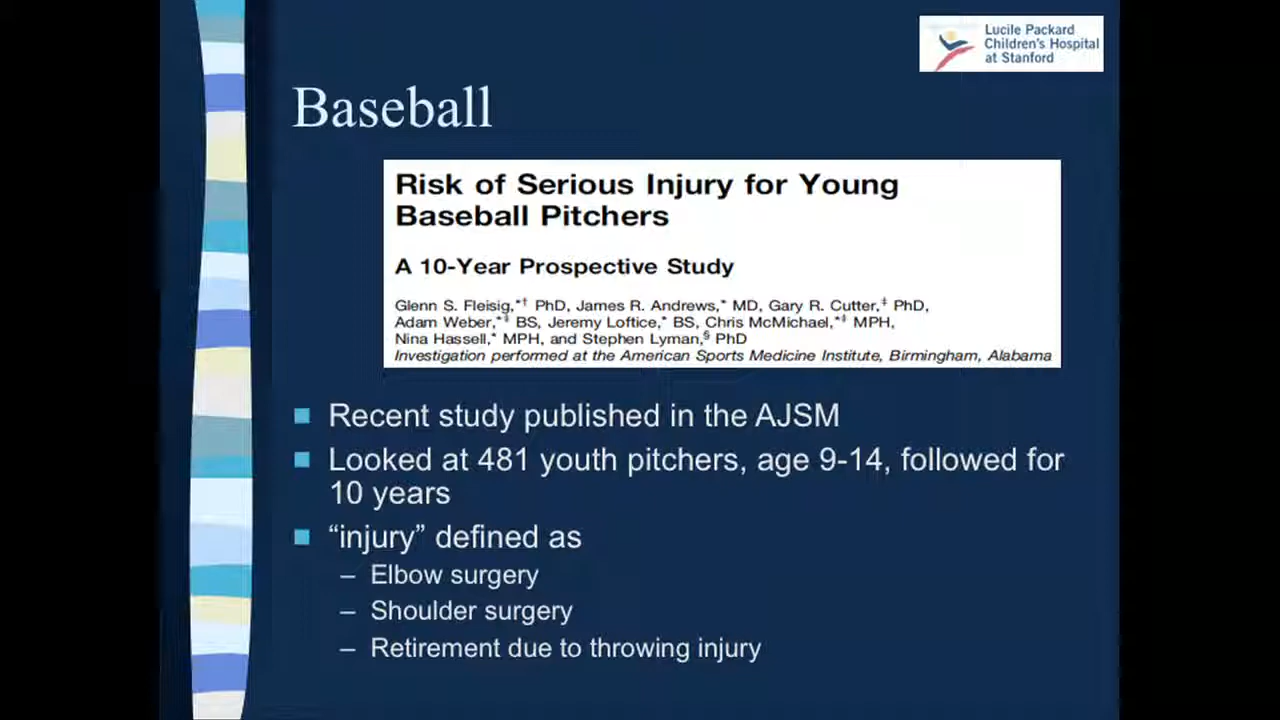 Lucile Packard
Children's Hospital
at Stanford
Baseball
Risk of Serious Injury for Young
Baseball Pitchers
A 10-Year Prospective Study
Glenn S. Fleisig,*† PhD, James R. Andrews,* MD, Gary R. Cutter,‡ PhD,
Adam Weber,*‡ BS, Jeremy Loftice,* BS, Chris McMichael,*‡ MPH,
Nina Hassell,* MPH, and Stephen Lyman,§ PhD
Investigation performed at the American Sports Medicine Institute, Birmingham, Alabama
■ Recent study published in the AJSM
■ Looked at 481 youth pitchers, age 9-14, followed for
10 years
■ “injury” defined as
– Elbow surgery
– Shoulder surgery
– Retirement due to throwing injury